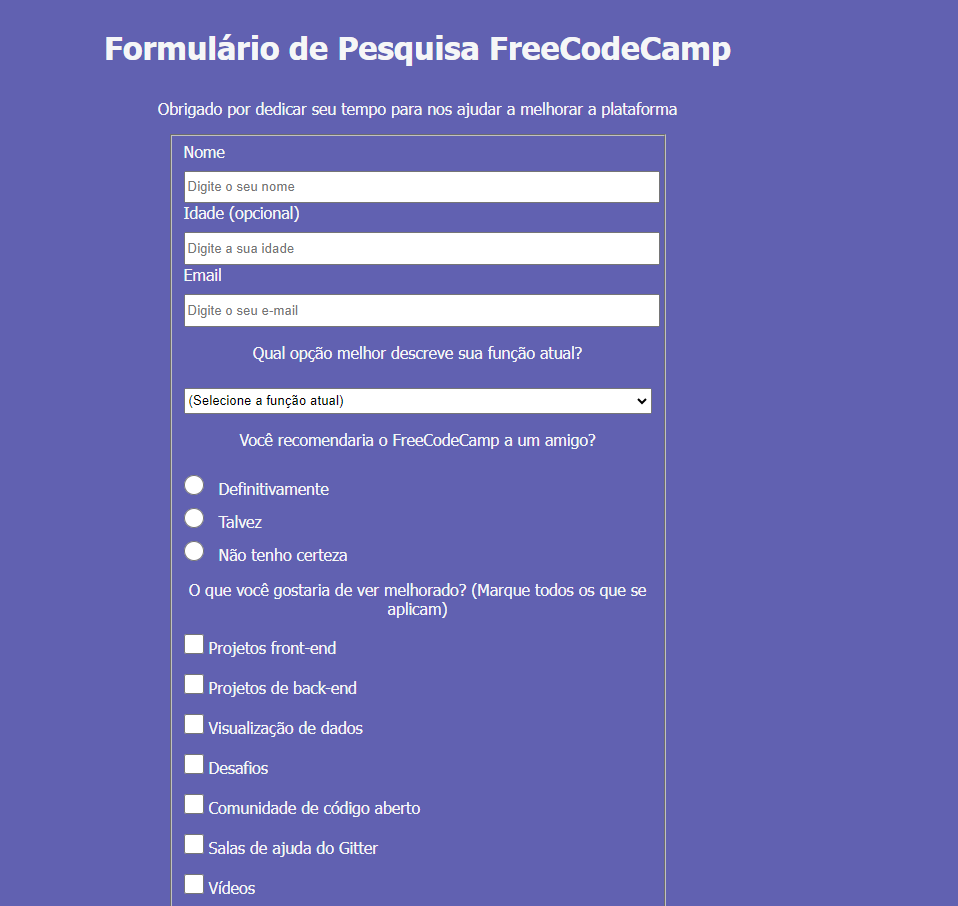 Formulário de Pesquisa FreeCodeCamp
Obrigado por dedicar seu tempo para nos ajudar a melhorar a plataforma
Nome
Digite o seu nome
Idade (opcional)
Digite a sua idade
Email
Digite o seu e-mail
Qual opção melhor descreve sua função atual?
(Selecione a função atual)
Você recomendaria o FreeCodeCamp a um amigo?
Definitivamente
Talvez
Não tenho certeza
O que você gostaria de ver melhorado? (Marque todos os que se
aplicam)
Projetos front-end
Projetos de back-end
Visualização de dados
Desafios
Comunidade de código aberto
Salas de ajuda do Gitter
Vídeos